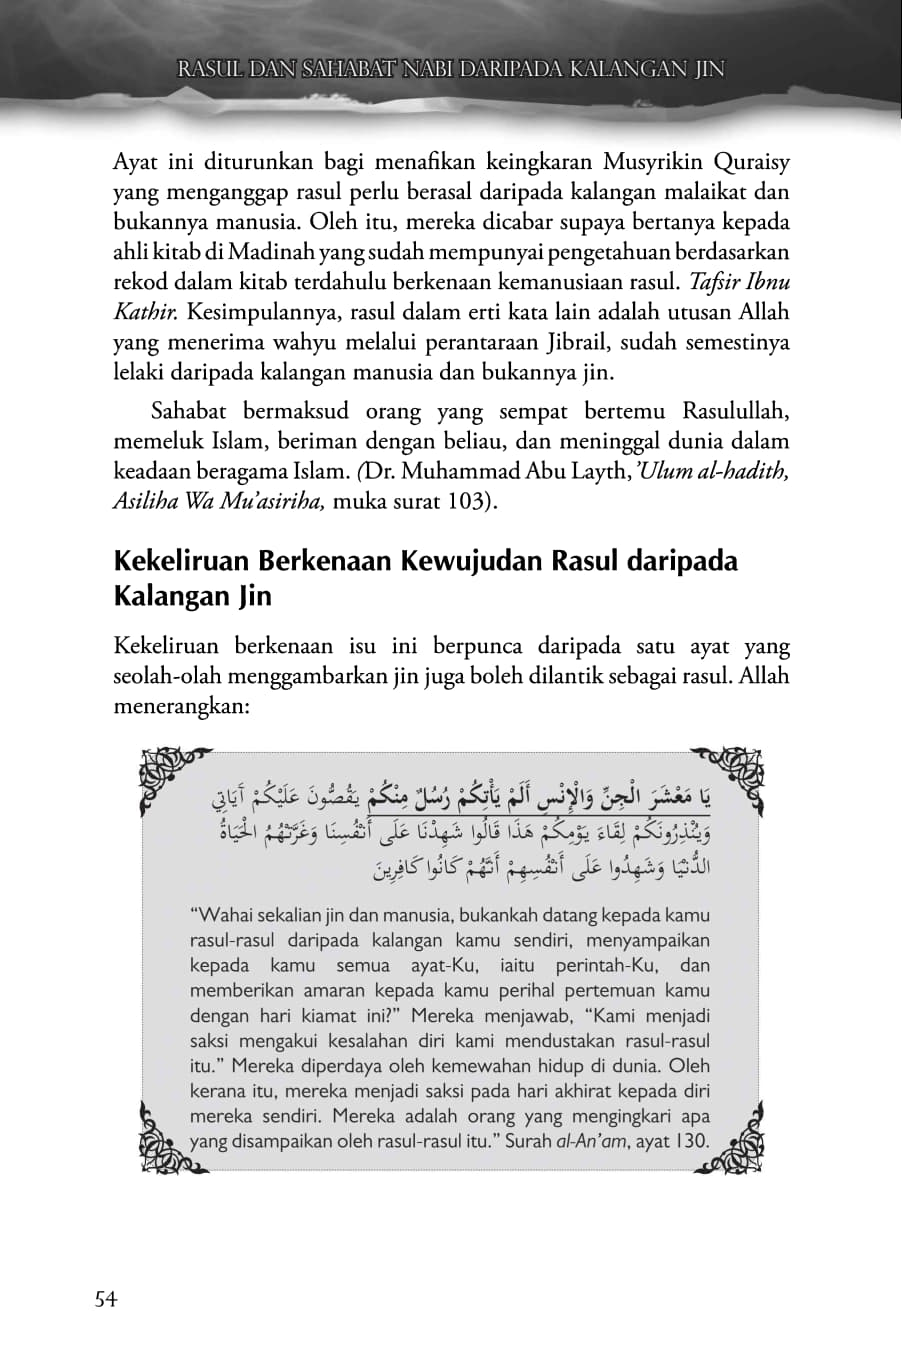 RASUL DAN SAHABAT NABI DARIPADA KALANGAN JIN
Ayat ini diturunkan bagi menafikan keingkaran Musyrikin Quraisy
yang menganggap rasul perlu berasal daripada kalangan malaikat dan
bukannya manusia. Oleh itu, mereka dicabar supaya bertanya kepada
ahli kitab di Madinah yang sudah mempunyai pengetahuan berdasarkan
rekod dalam kitab terdahulu berkenaan kemanusiaan rasul. Tafsir Ibnu
Kathir. Kesimpulannya, rasul dalam erti kata lain adalah utusan Allah
yang menerima wahyu melalui perantaraan Jibrail, sudah semestinya
lelaki daripada kalangan manusia dan bukannya jin.
Sahabat bermaksud orang yang sempat bertemu Rasulullah,
memeluk Islam, beriman dengan beliau, dan meninggal dunia dalam
keadaan beragama Islam. (Dr. Muhammad Abu Layth, ’Ulum al-hadith,
Asiliha Wa Mu’asiriha, muka surat 103).
Kekeliruan Berkenaan Kewujudan Rasul daripada
Kalangan Jin
Kekeliruan berkenaan isu ini berpunca daripada satu ayat yang
seolah-olah menggambarkan jin juga boleh dilantik sebagai rasul. Allah
menerangkan:
يَا مَعْشَرَ الْجِنِّ وَالْإِنْسِ أَلَمْ يَأْتِكُمْ رُسُلٌ مِنْكُمْ يَقُصُّونَ عَلَيْكُمْ آيَاتِي
وَيُنْذِرُونَكُمْ لِقَاءَ يَوْمِكُمْ هَذَا قَالُوا شَهِدْنَا عَلَى أَنْفُسِنَا وَغَرَّتْهُمُ الْحَيَاةُ
الدُّنْيَا وَشَهِدُوا عَلَى أَنْفُسِهِمْ أَنَّهُمْ كَانُوا كَافِرِينَ
“Wahai sekalian jin dan manusia, bukankah datang kepada kamu
rasul-rasul daripada kalangan kamu sendiri, menyampaikan
kepada kamu semua ayat-Ku, iaitu perintah-Ku, dan
memberikan amaran kepada kamu perihal pertemuan kamu
dengan hari kiamat ini?” Mereka menjawab, “Kami menjadi
saksi mengakui kesalahan diri kami mendustakan rasul-rasul
itu.” Mereka diperdaya oleh kemewahan hidup di dunia. Oleh
kerana itu, mereka menjadi saksi pada hari akhirat kepada diri
mereka sendiri. Mereka adalah orang yang mengingkari apa
yang disampaikan oleh rasul-rasul itu.” Surah al-An’am, ayat 130.
54